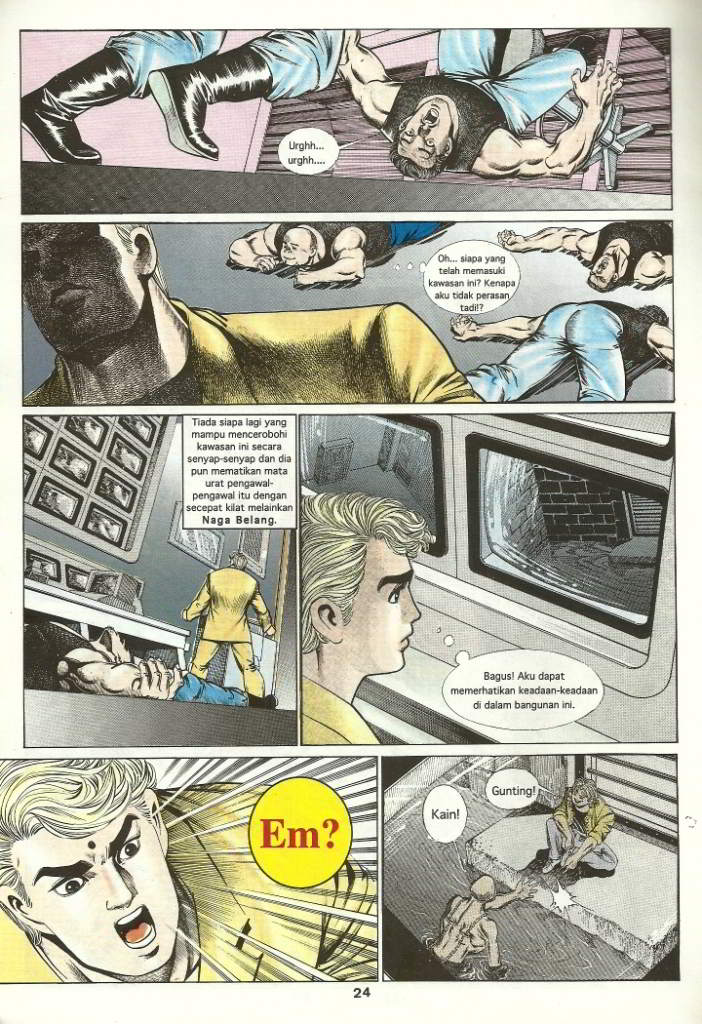 Urghh...
urghh....
Oh... siapa yang
telah memasuki
kawasan ini? Kenapa
aku tidak perasan
tadi!?
Tiada siapa lagi yang
mampu mencerobohi
kawasan ini secara
senyap-senyap dan dia
pun mematikan mata
urat pengawal-
pengawal itu dengan
secepat kilat melainkan
Naga Belang.
Bagus! Aku dapat
memerhatikan keadaan-keadaan
di dalam bangunan ini.
Em?
Gunting!
Kain!
24